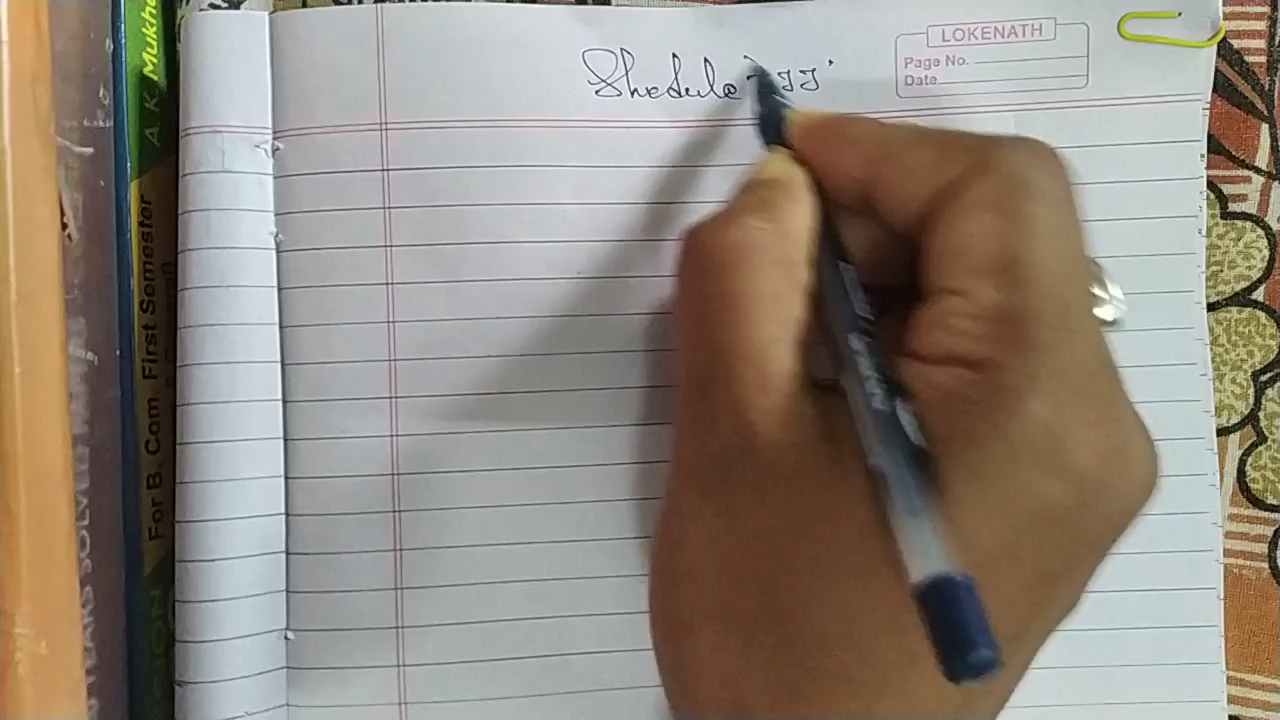 Shedule III'
LOKENATH
Page No.
Date
A. K. Mukhe
For B. Com. First Semester